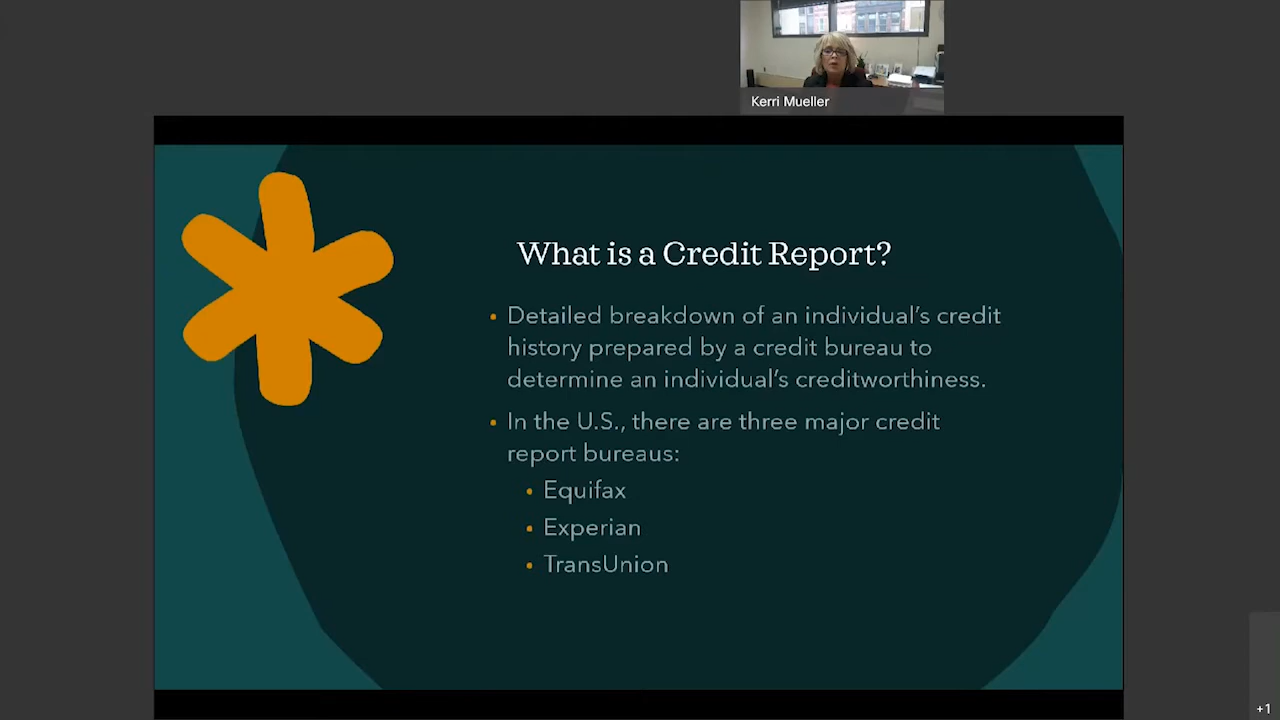 Kerri Mueller
What is a Credit Report?
• Detailed breakdown of an individual's credit
history prepared by a credit bureau to
determine an individual's creditworthiness.
• In the U.S., there are three major credit
report bureaus:
• Equifax
• Experian
• TransUnion
+1